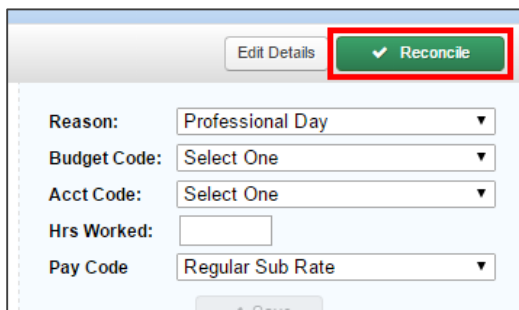 Edit Details ✔ Reconcile
Reason: Professional Day
Budget Code: Select One
Acct Code: Select One
Hrs Worked:
Pay Code Regular Sub Rate